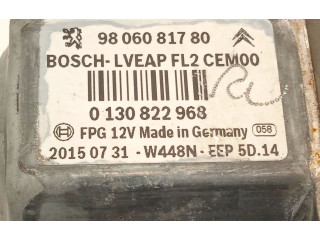 98 060 817 80
BOSCH- LVEAP FL2 CEM00
0 130 822 968
FPG 12V Made in Germany 058
2015 07 31 - W448N - EEP 5D.14